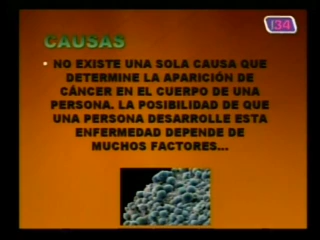 134
CAUSAS
• NO EXISTE UNA SOLA CAUSA QUE
DETERMINE LA APARICIÓN DE
CÁNCER EN EL CUERPO DE UNA
PERSONA. LA POSIBILIDAD DE QUE
UNA PERSONA DESARROLLE ESTA
ENFERMEDAD DEPENDE DE
MUCHOS FACTORES...